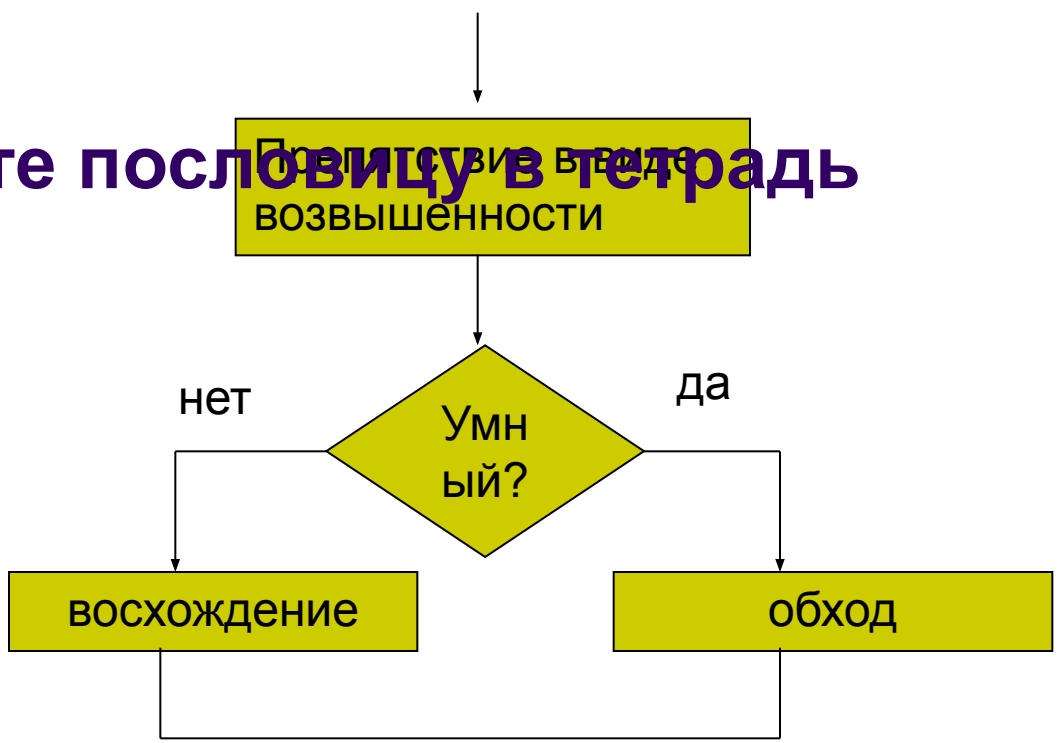 те пословицу в тетрадь
Препятствие в виде
возвышенности
нет
да
Умн
ый?
восхождение
обход